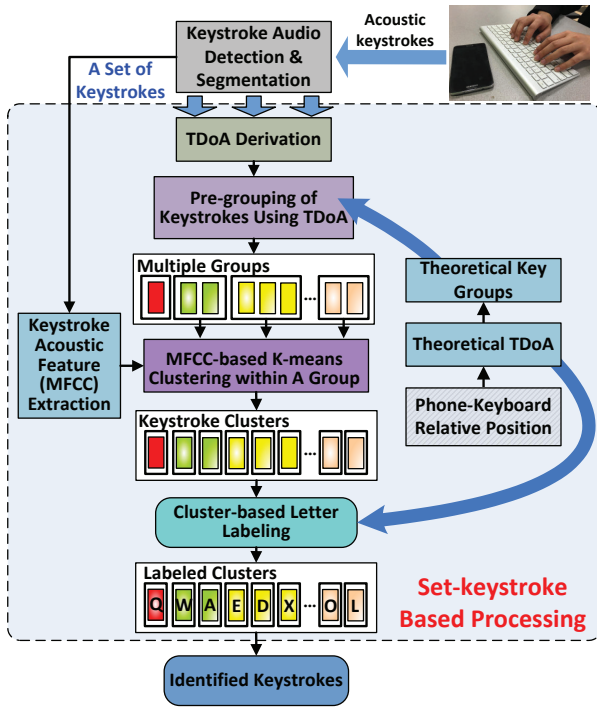 Keystroke Audio
Detection &
Segmentation
Acoustic
keystrokes
A Set of
Keystrokes
TDoA Derivation
Pre-grouping of
Keystrokes Using TDoA
Multiple Groups
...
Theoretical Key
Groups
Theoretical TDoA
Phone-Keyboard
Relative Position
Keystroke
Acoustic
Feature
(MFCC)
Extraction
MFCC-based K-means
Clustering within A Group
Keystroke Clusters
...
Cluster-based Letter
Labeling
Labeled Clusters
Q W A E D X ... O L
Set-keystroke
Based Processing
Identified Keystrokes